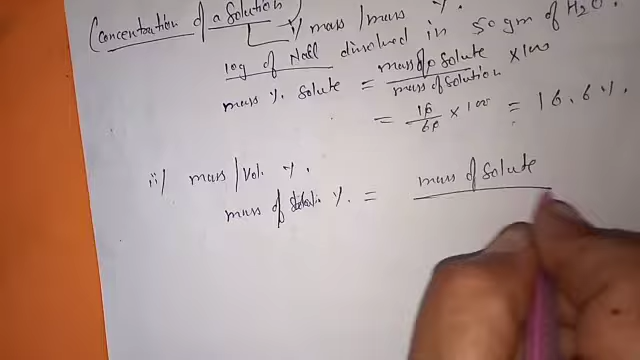 Concentration of a Solution
i) mass / mass %.
10g of Nacl dissolved in 50 gm of H2O.
mass %. Solute = mass of solute / mass of solution × 100
= 10/60 × 100 = 16.6 %.
ii) mass / Vol. %.
mass of %. = mass of Solute